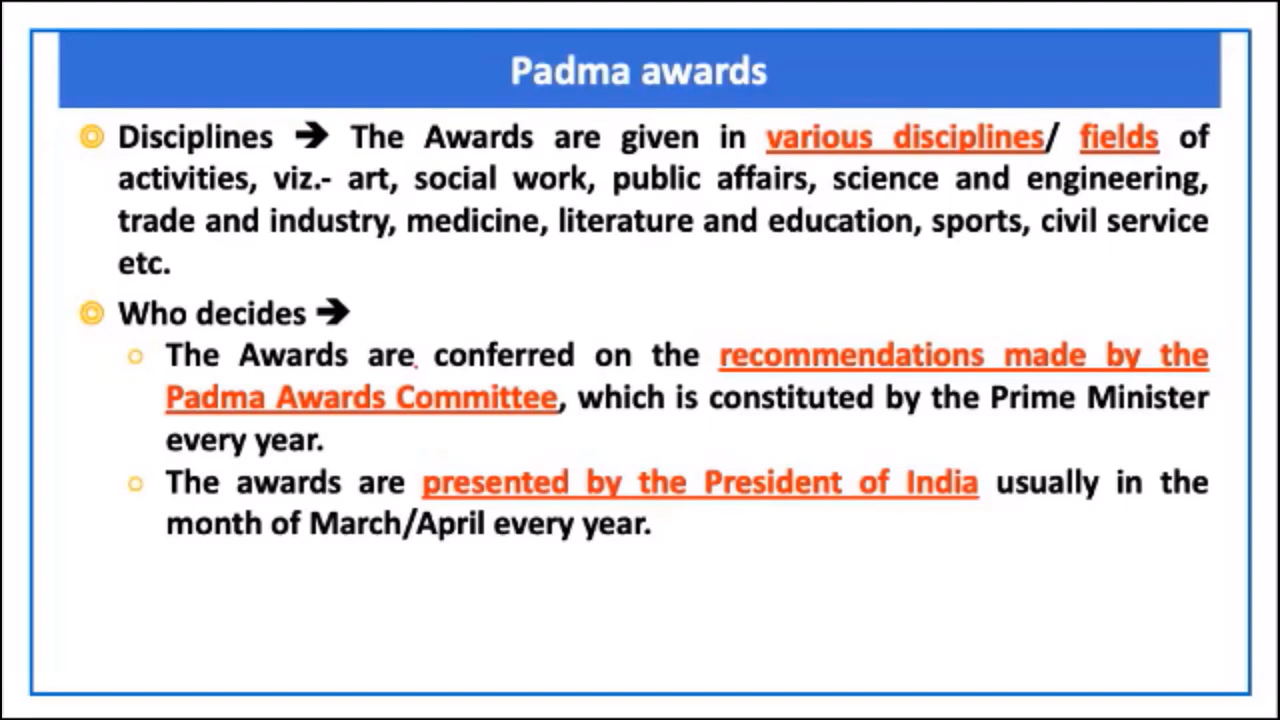 Padma awards
Disciplines ➔ The Awards are given in various disciplines/ fields of
activities, viz.- art, social work, public affairs, science and engineering,
trade and industry, medicine, literature and education, sports, civil service
etc.
Who decides ➔
The Awards are conferred on the recommendations made by the
Padma Awards Committee, which is constituted by the Prime Minister
every year.
The awards are presented by the President of India usually in the
month of March/April every year.